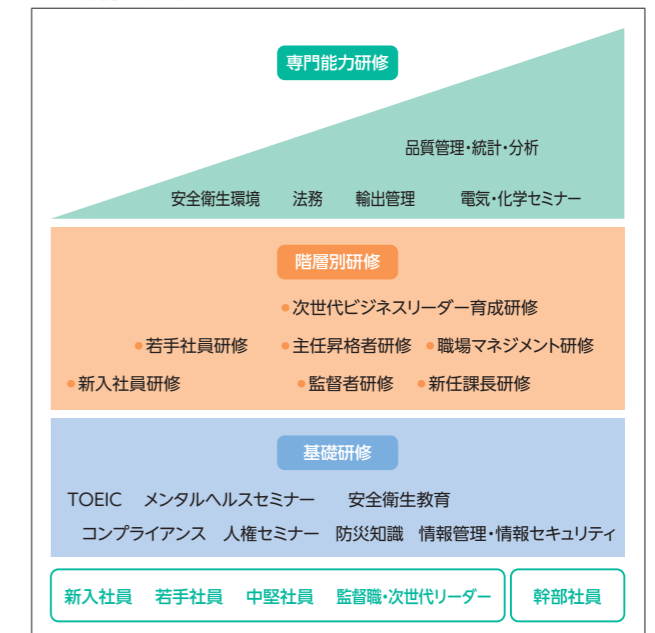 専門能力研修
品質管理・統計・分析
安全衛生環境 法務 輸出管理 電気・化学セミナー
階層別研修
●次世代ビジネスリーダー育成研修
●若手社員研修 ●主任昇格者研修 ●職場マネジメント研修
●新入社員研修 ●監督者研修 ●新任課長研修
基礎研修
TOEIC メンタルヘルスセミナー 安全衛生教育
コンプライアンス 人権セミナー 防災知識 情報管理・情報セキュリティ
新入社員 若手社員 中堅社員 監督職・次世代リーダー 幹部社員